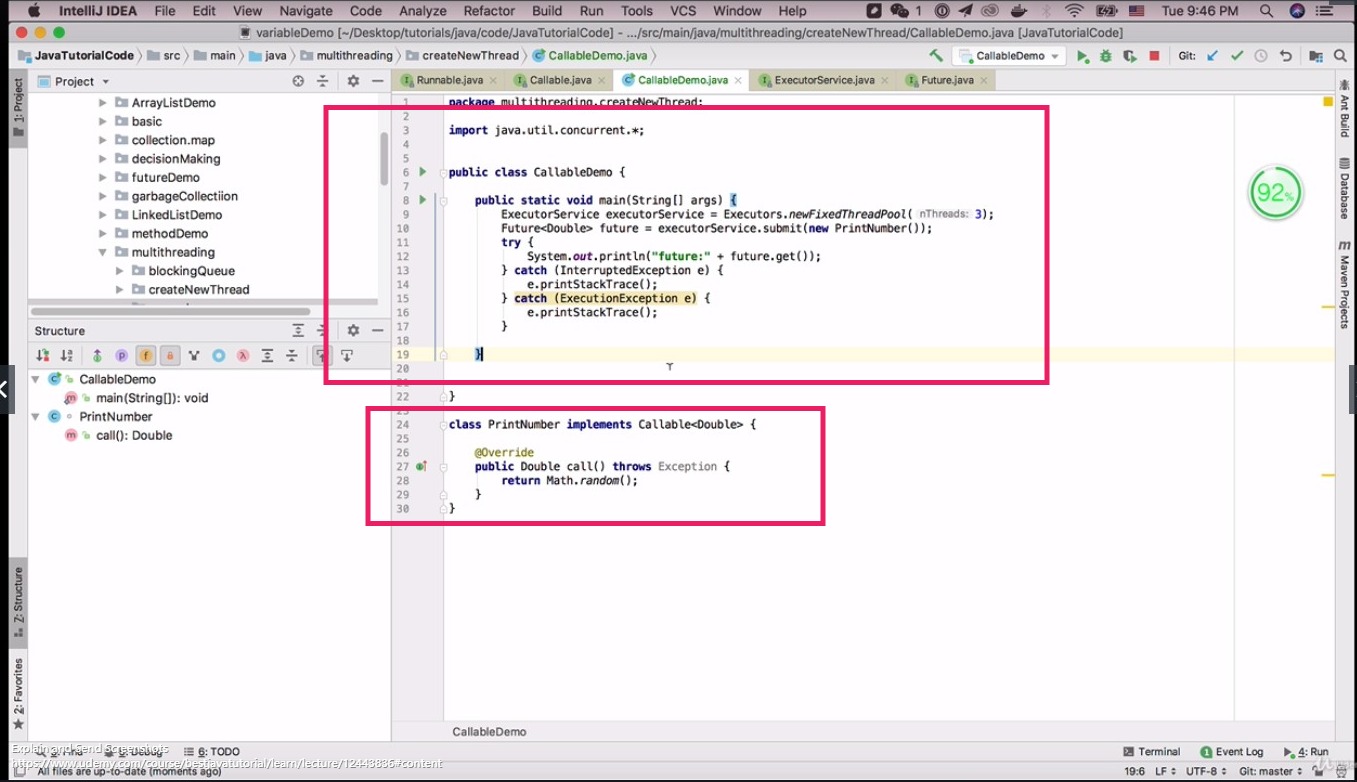 IntelliJ IDEA File Edit View Navigate Code Analyze Refactor Build Run Tools VCS Window Help 1 Tue 9:46 PM
variableDemo [~/Desktop/tutorials/java/code/JavaTutorialCode] - .../src/main/java/multithreading/createNewThread/CallableDemo.java [JavaTutorialCode]
JavaTutorialCode src main java multithreading createNewThread CallableDemo.java CallableDemo Git:
Project
Runnable.java Callable.java CallableDemo.java ExecutorService.java Future.java
1: Project
ArrayListDemo
basic
collection.map
decisionMaking
futureDemo
garbageCollectiion
LinkedListDemo
methodDemo
multithreading
blockingQueue
createNewThread
Structure
CallableDemo
main(String[]): void
PrintNumber
call(): Double
Z: Structure
2: Favorites
1 package multithreading.createNewThread;
2
3 import java.util.concurrent.*;
4
5
6 public class CallableDemo {
7
8 public static void main(String[] args) {
9 ExecutorService executorService = Executors.newFixedThreadPool( nThreads: 3);
10 Future<Double> future = executorService.submit(new PrintNumber());
11 try {
12 System.out.println("future:" + future.get());
13 } catch (InterruptedException e) {
14 e.printStackTrace();
15 } catch (ExecutionException e) {
16 e.printStackTrace();
17 }
18
19 }
20
22 }
23
24 class PrintNumber implements Callable<Double> {
25
26 @Override
27 public Double call() throws Exception {
28 return Math.random();
29 }
30 }
92%
Ant Build
Database
Maven Projects
CallableDemo
Explain and Send Screenshots
5: Debug 6: TODO Terminal 1 Event Log 4: Run
https://www.udemy.com/course/bestjavatutorial/learn/lecture/12443836#content
All files are up-to-date (moments ago) 19:6 LF UTF-8 Git: master